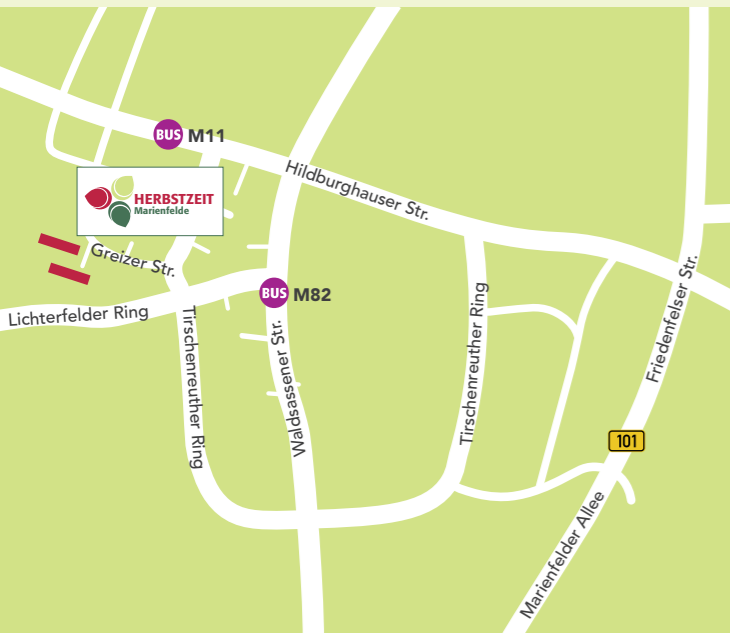 BUS M11
Hildburghauser Str.
HERBSTZEIT
Marienfelde
Greizer Str.
BUS M82
Lichterfelder Ring
Tirschenreuther Ring
Waldsassener Str.
Tirschenreuther Ring
Friedenfelser Str.
101
Marienfelder Allee